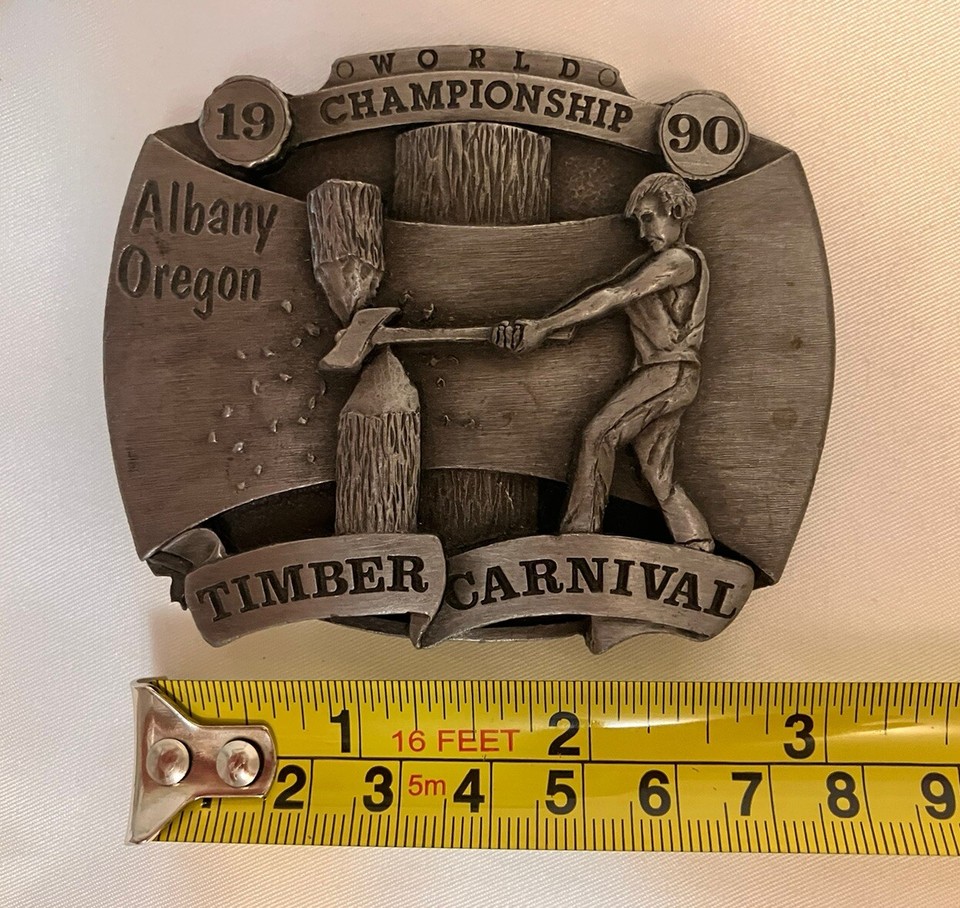 WORLD
CHAMPIONSHIP
19 90
Albany
Oregon
TIMBER CARNIVAL
1 16 FEET 2 3
2 3 5m 4 5 6 7 8 9